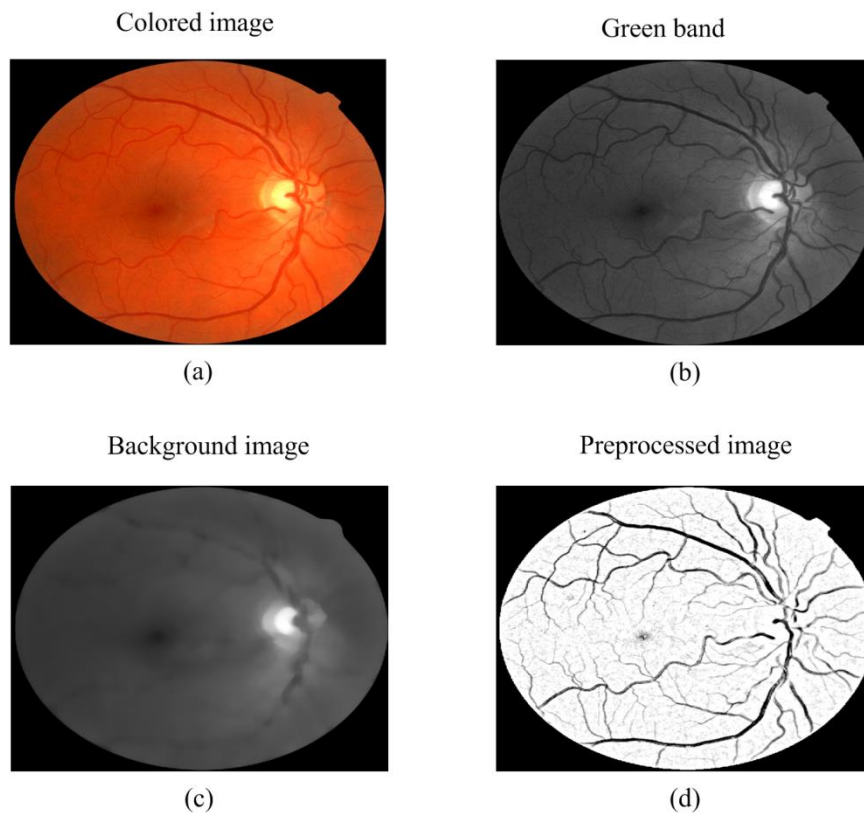 Colored image
Green band
(a)
(b)
Background image
Preprocessed image
(c)
(d)